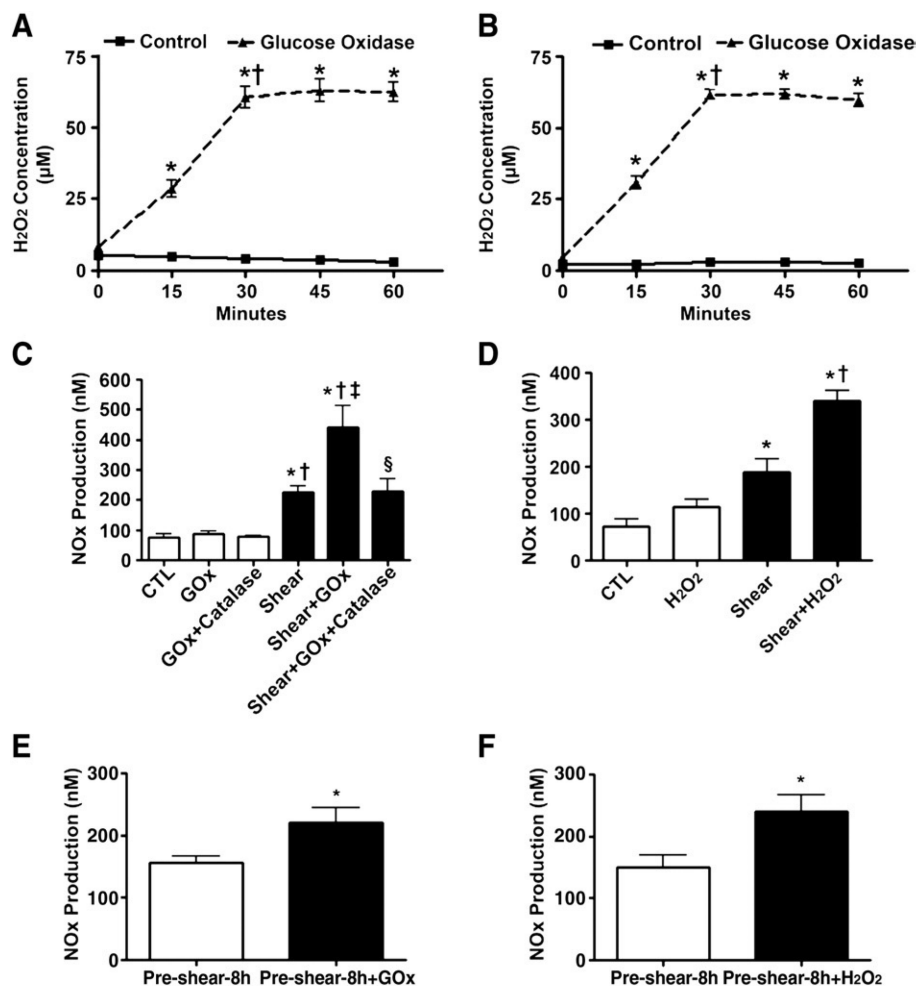 A
Control
Glucose Oxidase
H2O2 Concentration
(µM)
75
50
25
0
*
*†
*
*
0 15 30 45 60
Minutes
B
Control
Glucose Oxidase
H2O2 Concentration
(µM)
75
50
25
0
*
*†
*
*
0 15 30 45 60
Minutes
C
NOx Production (nM)
600
500
400
300
200
100
0
*†
*†‡
§
CTL
GOx
GOx+Catalase
Shear
Shear+GOx
Shear+GOx+Catalase
D
NOx Production (nM)
400
300
200
100
0
*
*†
CTL
H2O2
Shear
Shear+H2O2
E
NOx Production (nM)
300
200
100
0
*
Pre-shear-8h Pre-shear-8h+GOx
F
NOx Production (nM)
300
200
100
0
*
Pre-shear-8h Pre-shear-8h+H2O2